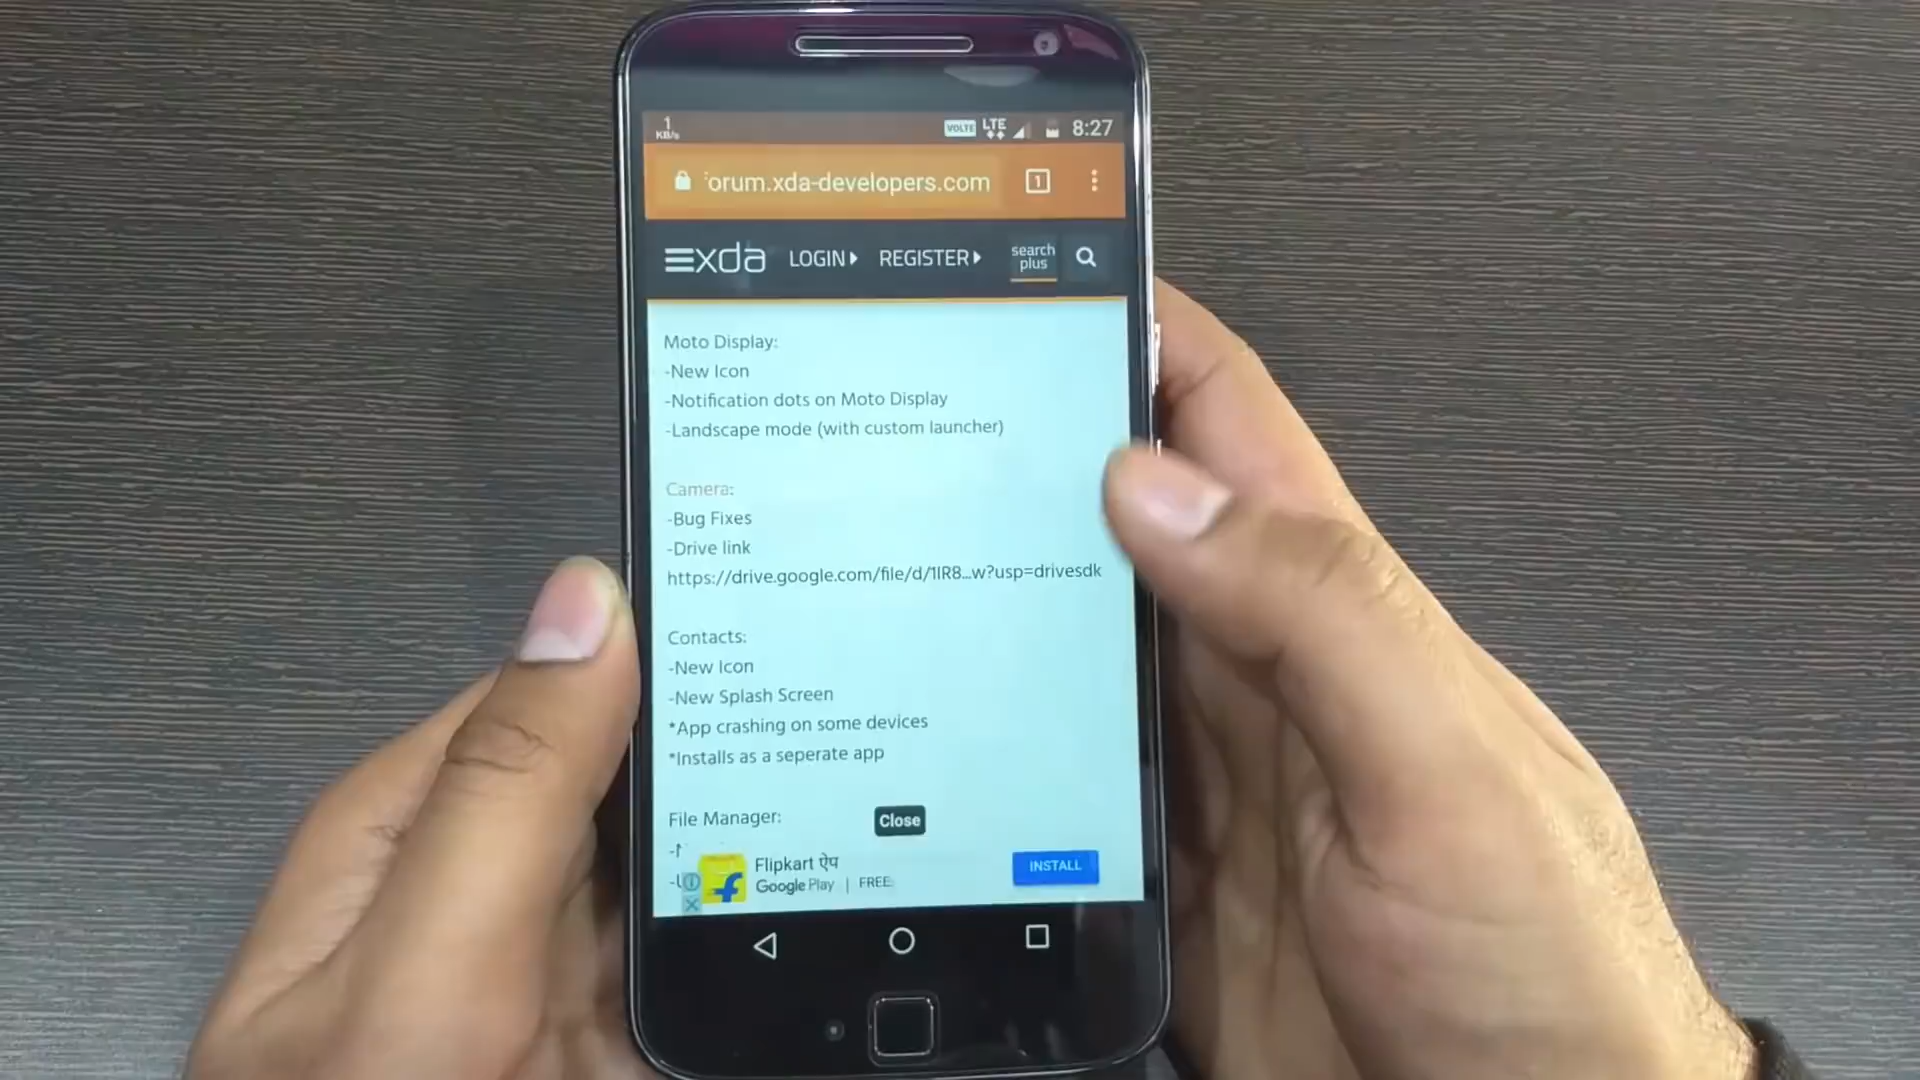 1
KB/s
VOLTE LTE 8:27
orum.xda-developers.com 1
xda LOGIN REGISTER search
plus
Moto Display:
-New Icon
-Notification dots on Moto Display
-Landscape mode (with custom launcher)
Camera:
-Bug Fixes
-Drive link
https://drive.google.com/file/d/1IR8...w?usp=drivesdk
Contacts:
-New Icon
-New Splash Screen
*App crashing on some devices
*Installs as a seperate app
File Manager:
Close
Flipkart ऐप
Google Play | FREE
INSTALL